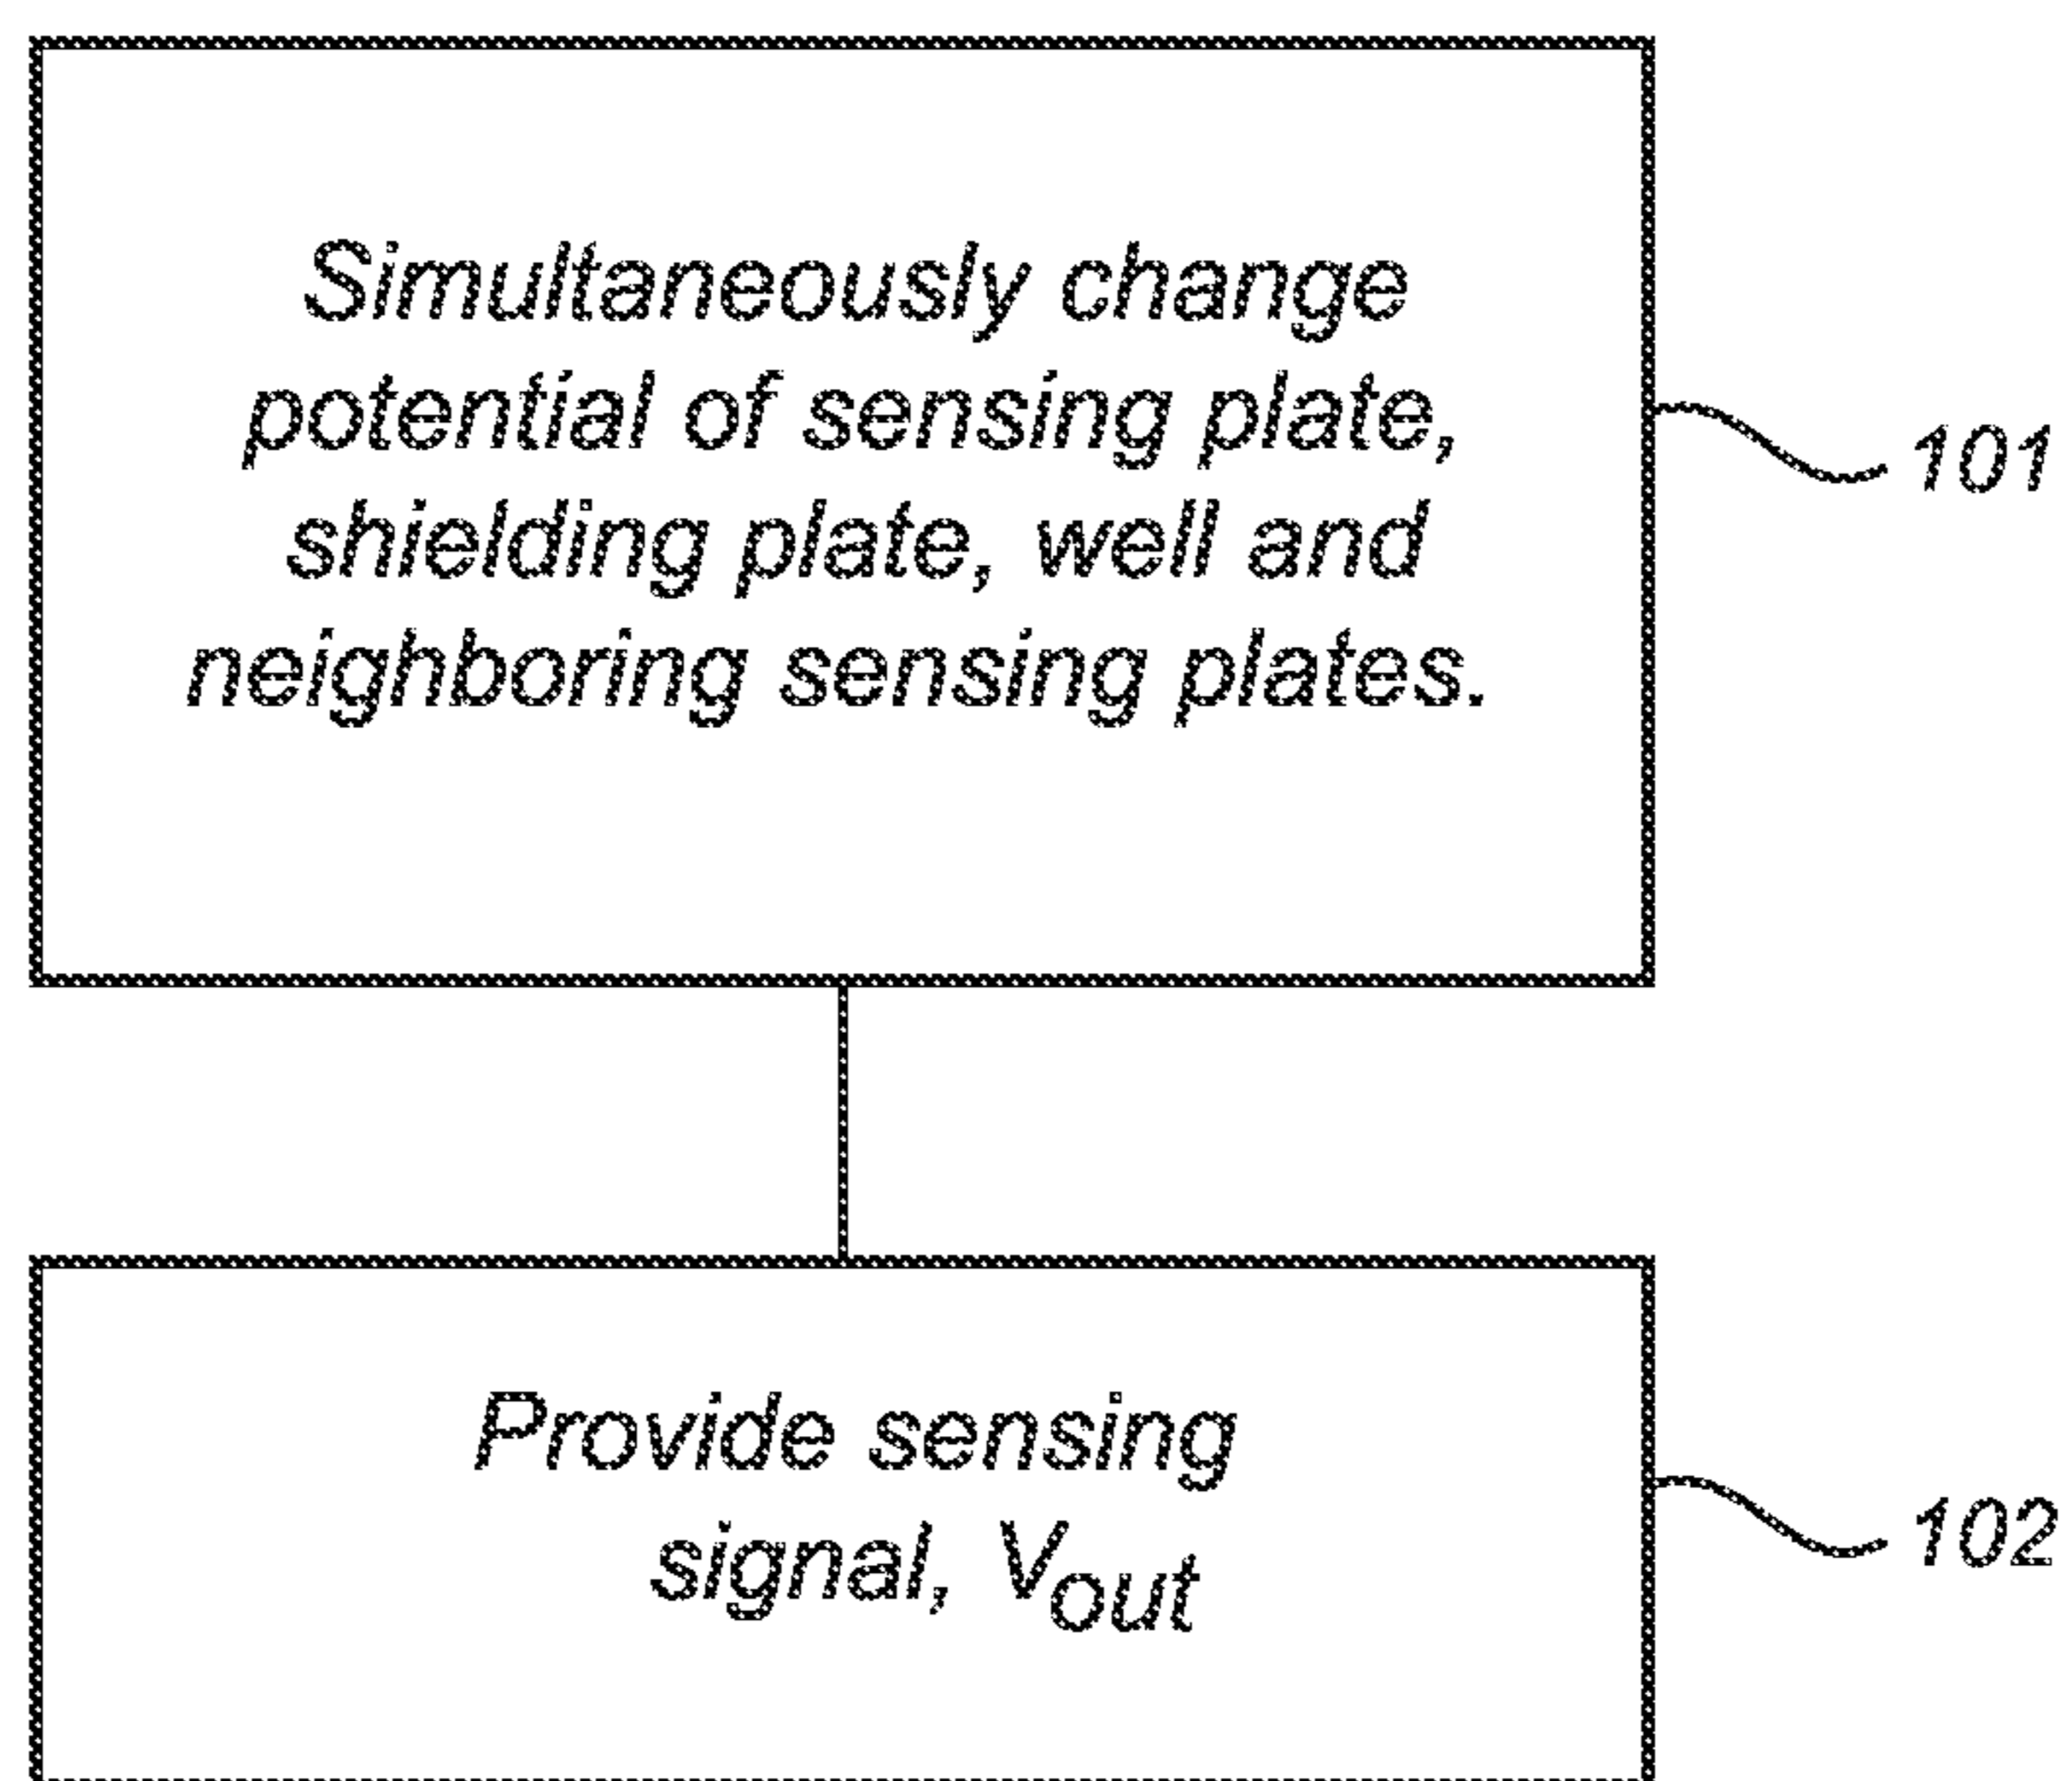 Simultaneously change
potential of sensing plate,
shielding plate, well and
neighboring sensing plates.
101
Provide sensing
signal, Vout
102